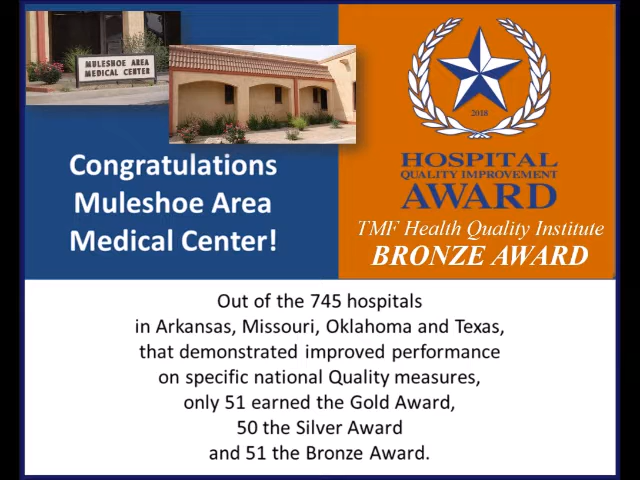 MULESHOE AREA
MEDICAL CENTER
Congratulations
Muleshoe Area
Medical Center!
2018
HOSPITAL
QUALITY IMPROVEMENT
AWARD
TMF Health Quality Institute
BRONZE AWARD
Out of the 745 hospitals
in Arkansas, Missouri, Oklahoma and Texas,
that demonstrated improved performance
on specific national Quality measures,
only 51 earned the Gold Award,
50 the Silver Award
and 51 the Bronze Award.